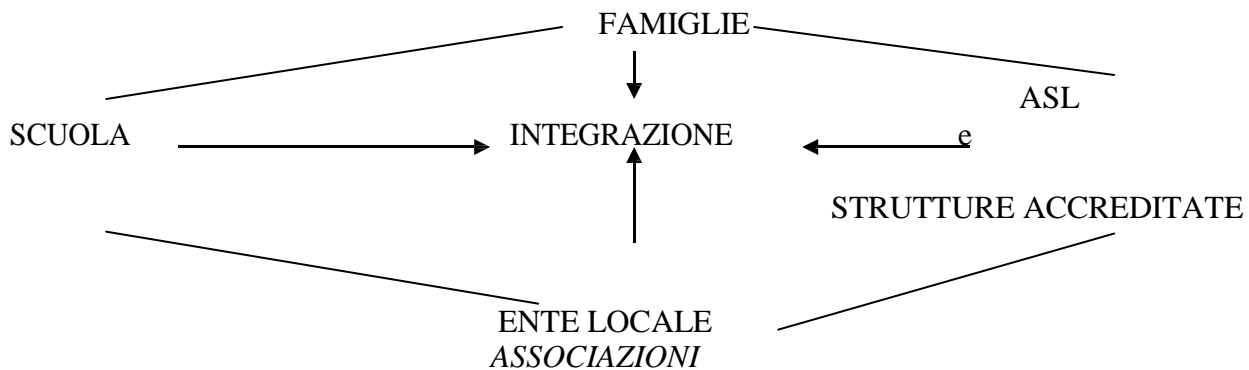 FAMIGLIE
ASL
SCUOLA
INTEGRAZIONE
e
STRUTTURE ACCREDITATE
ENTE LOCALE
ASSOCIAZIONI